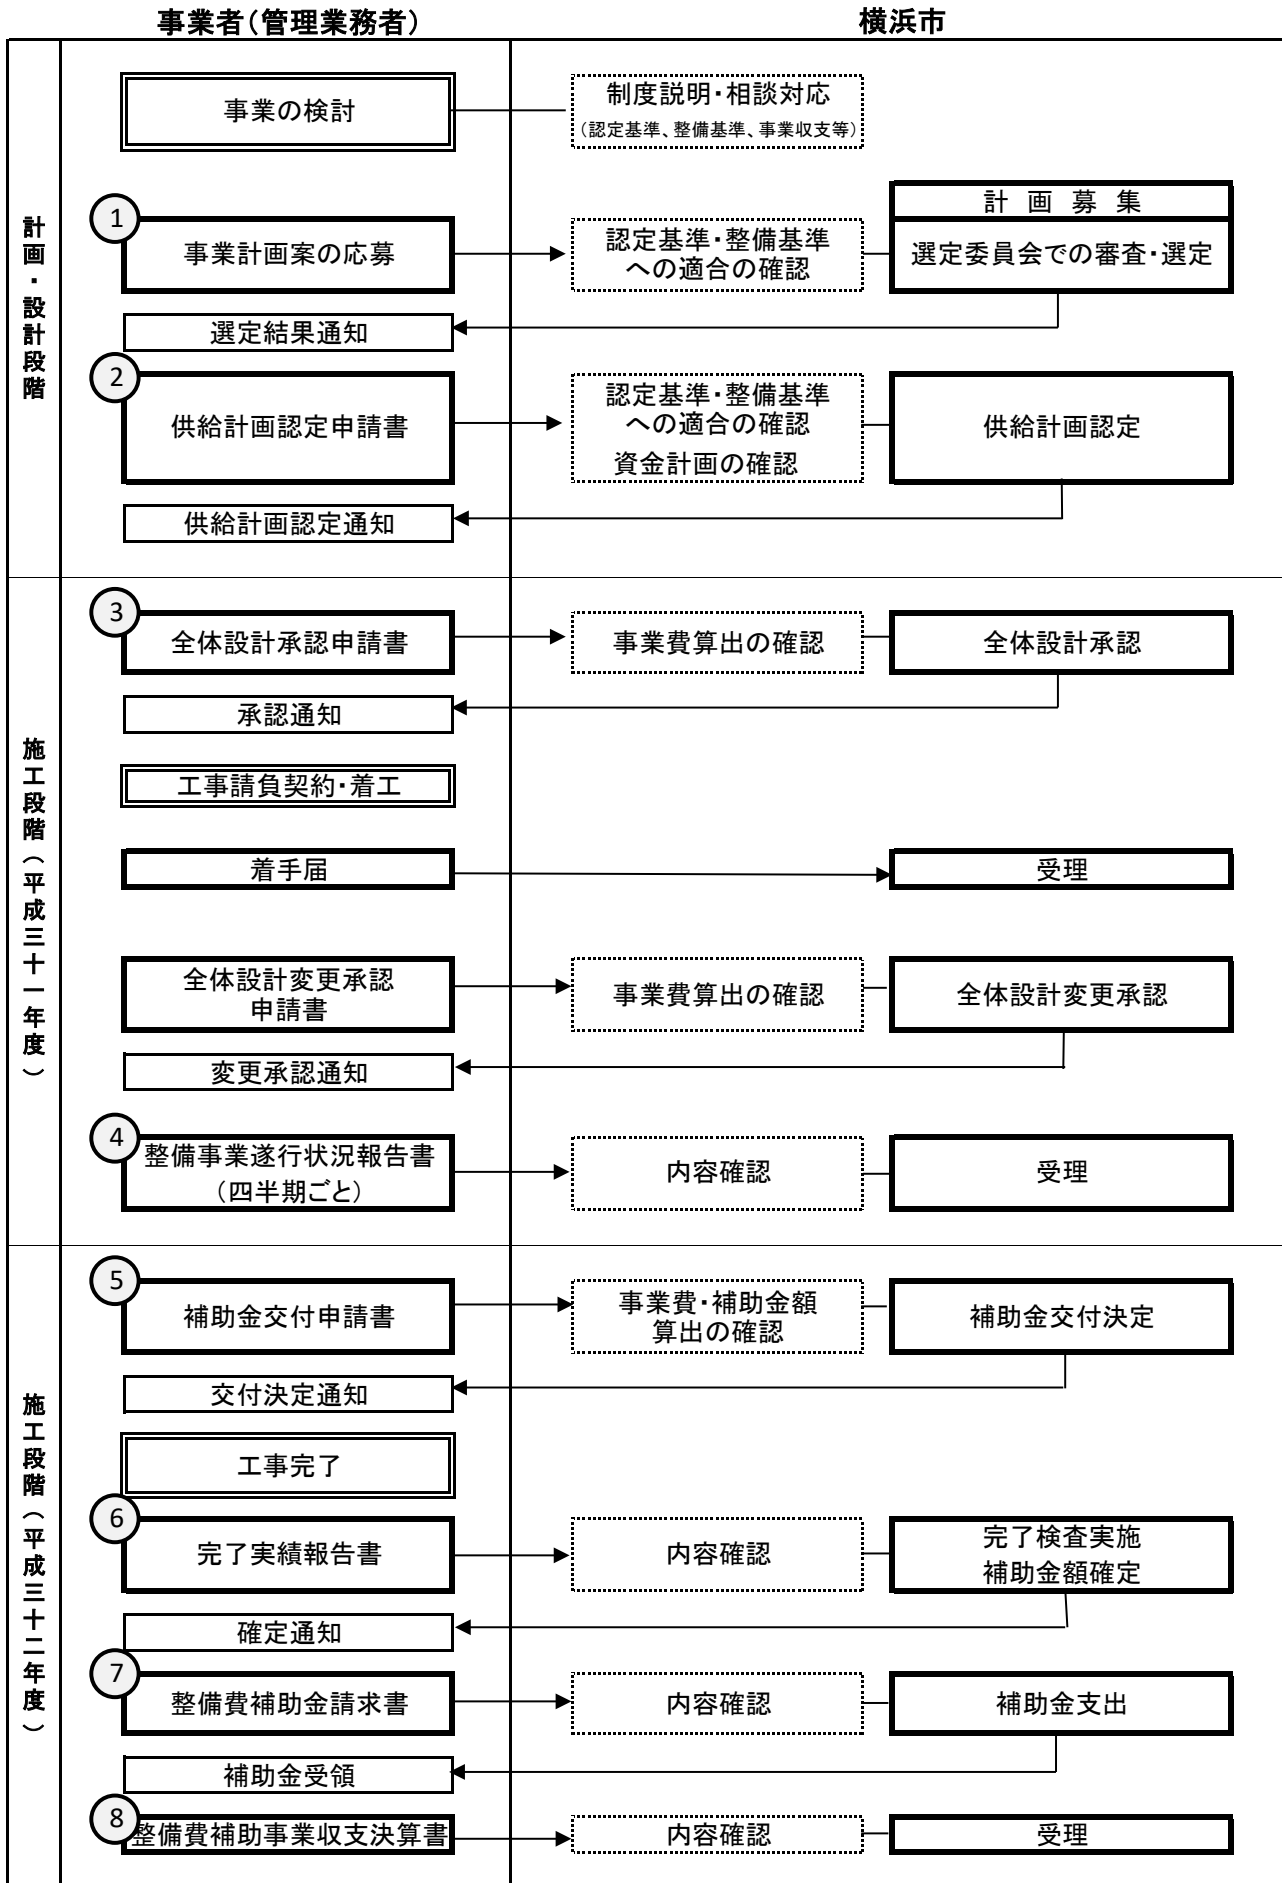 事業者（管理業務者）
横浜市
計画・設計段階
事業の検討
制度説明・相談対応
（認定基準、整備基準、事業収支等）
計画募集
1
事業計画案の応募
認定基準・整備基準
への適合の確認
選定委員会での審査・選定
選定結果通知
2
供給計画認定申請書
認定基準・整備基準
への適合の確認
資金計画の確認
供給計画認定
供給計画認定通知
施工段階（平成三十一年度）
3
全体設計承認申請書
事業費算出の確認
全体設計承認
承認通知
工事請負契約・着工
着手届
受理
全体設計変更承認
申請書
事業費算出の確認
全体設計変更承認
変更承認通知
4
整備事業遂行状況報告書
（四半期ごと）
内容確認
受理
施工段階（平成三十二年度）
5
補助金交付申請書
事業費・補助金額
算出の確認
補助金交付決定
交付決定通知
工事完了
6
完了実績報告書
内容確認
完了検査実施
補助金額確定
確定通知
7
整備費補助金請求書
内容確認
補助金支出
補助金受領
8
整備費補助事業収支決算書
内容確認
受理